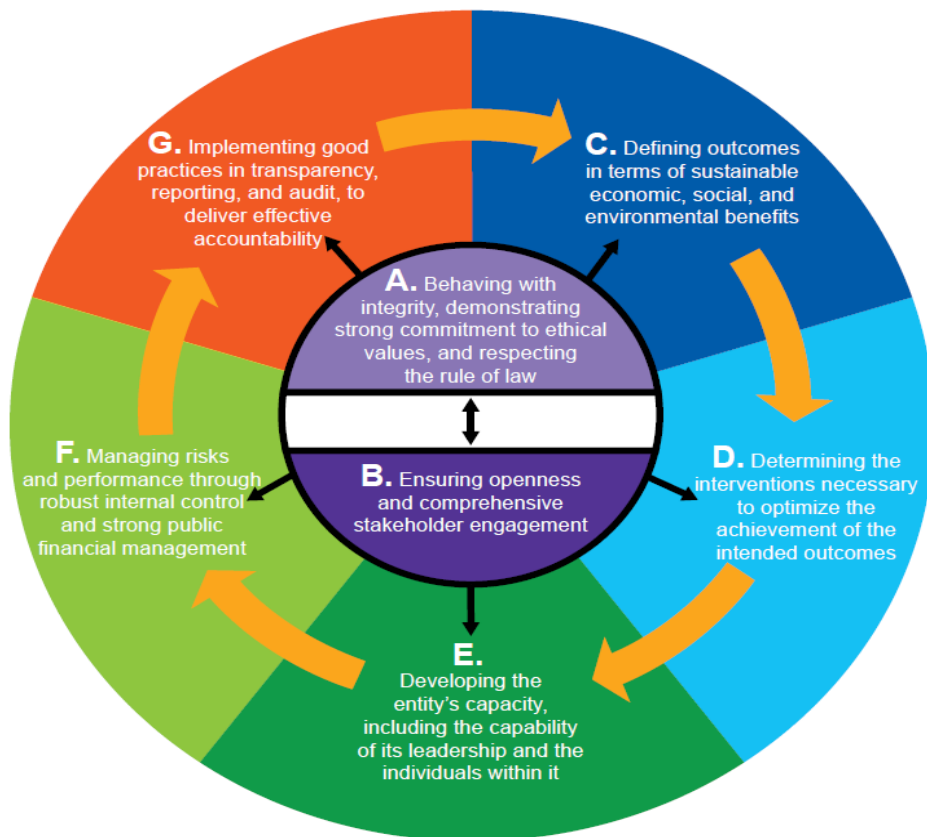 A. Behaving with
integrity, demonstrating
strong commitment to ethical
values, and respecting
the rule of law
B. Ensuring openness
and comprehensive
stakeholder engagement
C. Defining outcomes
in terms of sustainable
economic, social, and
environmental benefits
D. Determining the
interventions necessary
to optimize the
achievement of the
intended outcomes
E.
Developing the
entity's capacity,
including the capability
of its leadership and the
individuals within it
F. Managing risks
and performance through
robust internal control
and strong public
financial management
G. Implementing good
practices in transparency,
reporting, and audit, to
deliver effective
accountability